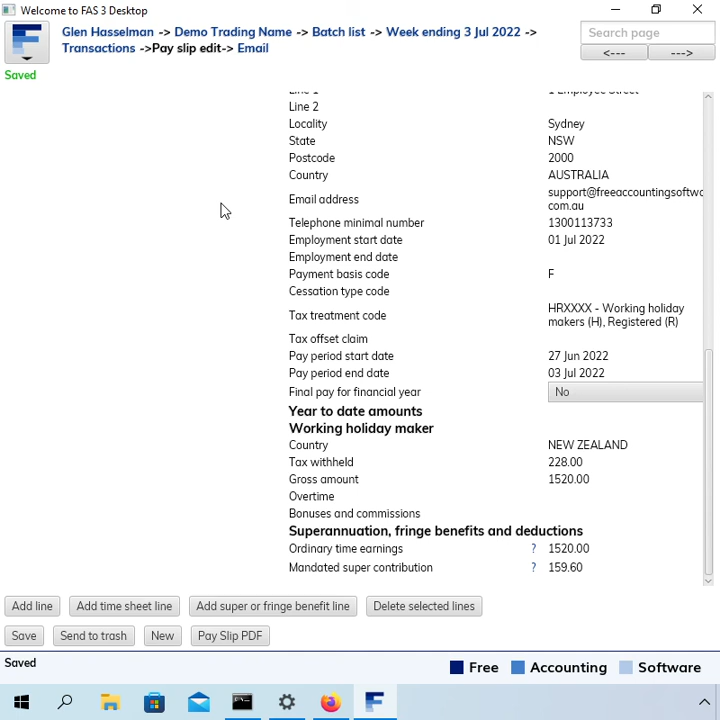 Welcome to FAS 3 Desktop
Glen Hasselman -> Demo Trading Name -> Batch list -> Week ending 3 Jul 2022 ->
Transactions ->Pay slip edit-> Email
Search page
<--- --->
Saved
Line 1 1 Employee Street
Line 2
Locality Sydney
State NSW
Postcode 2000
Country AUSTRALIA
Email address support@freeaccountingsoftwa
com.au
Telephone minimal number 1300113733
Employment start date 01 Jul 2022
Employment end date
Payment basis code F
Cessation type code
Tax treatment code HRXXXX - Working holiday
makers (H), Registered (R)
Tax offset claim
Pay period start date 27 Jun 2022
Pay period end date 03 Jul 2022
Final pay for financial year No
Year to date amounts
Working holiday maker
Country NEW ZEALAND
Tax withheld 228.00
Gross amount 1520.00
Overtime
Bonuses and commissions
Superannuation, fringe benefits and deductions
Ordinary time earnings ? 1520.00
Mandated super contribution ? 159.60
Add line Add time sheet line Add super or fringe benefit line Delete selected lines
Save Send to trash New Pay Slip PDF
Saved
Free Accounting Software